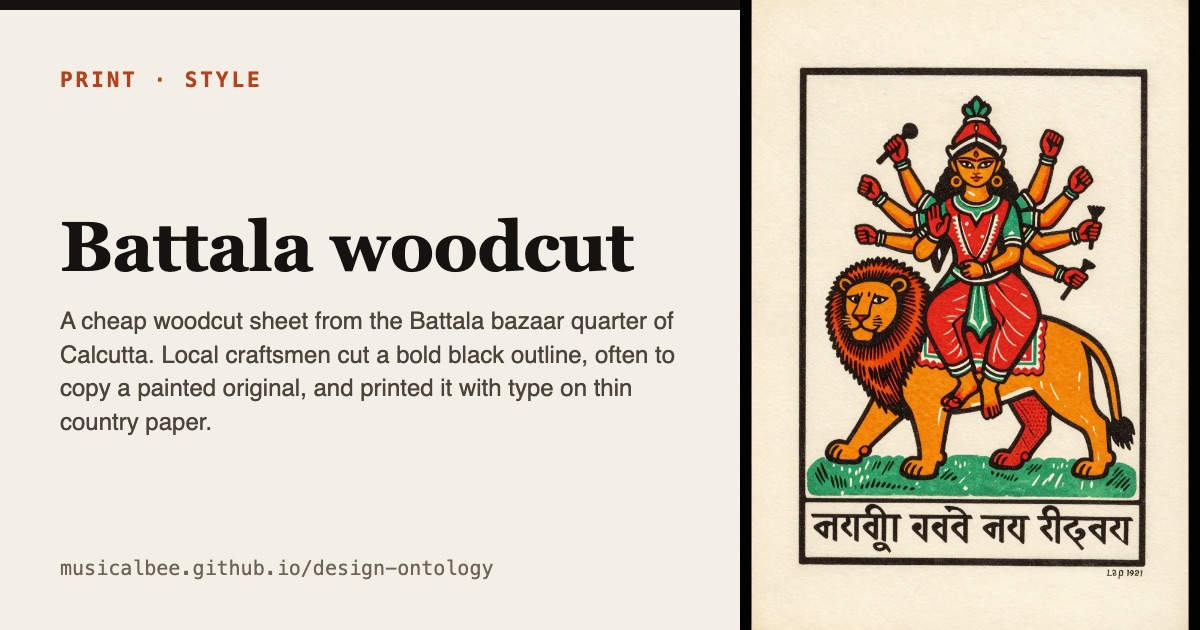 PRINT · STYLE
Battala woodcut
A cheap woodcut sheet from the Battala bazaar quarter of
Calcutta. Local craftsmen cut a bold black outline, often to
copy a painted original, and printed it with type on thin
country paper.
musicalbee.github.io/design-ontology